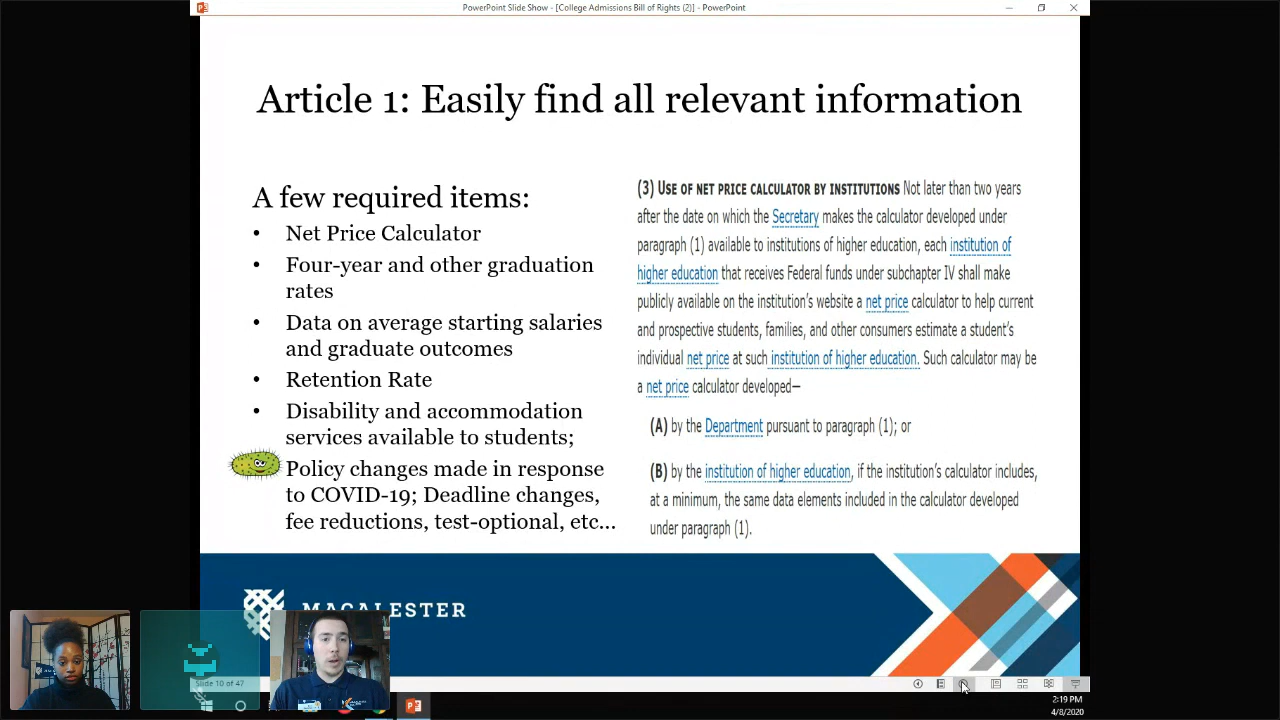 PowerPoint Slide Show - [College Admissions Bill of Rights (2)] - PowerPoint
Article 1: Easily find all relevant information
A few required items:
• Net Price Calculator
• Four-year and other graduation
rates
• Data on average starting salaries
and graduate outcomes
• Retention Rate
• Disability and accommodation
services available to students;
Policy changes made in response
to COVID-19; Deadline changes,
fee reductions, test-optional, etc...
(3) USE OF NET PRICE CALCULATOR BY INSTITUTIONS Not later than two years
after the date on which the Secretary makes the calculator developed under
paragraph (1) available to institutions of higher education, each institution of
higher education that receives Federal funds under subchapter IV shall make
publicly available on the institution's website a net price calculator to help current
and prospective students, families, and other consumers estimate a student's
individual net price at such institution of higher education. Such calculator may be
a net price calculator developed—
(A) by the Department pursuant to paragraph (1); or
(B) by the institution of higher education, if the institution's calculator includes,
at a minimum, the same data elements included in the calculator developed
under paragraph (1).
MACALESTER
Slide 10 of 47
2:19 PM
4/8/2020